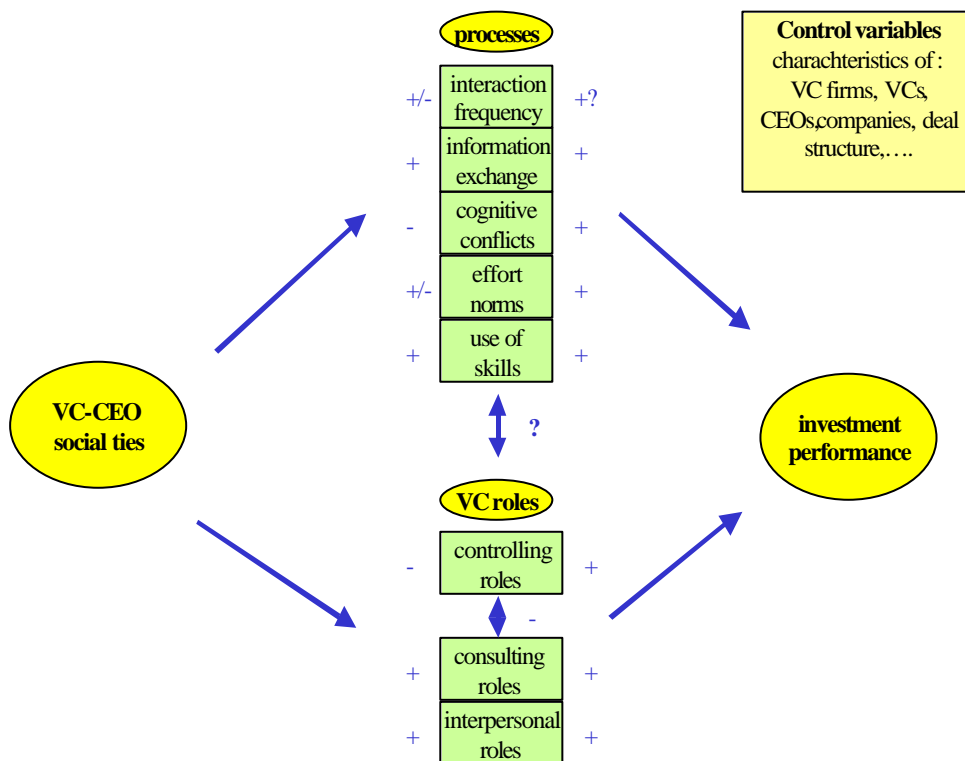 processes
Control variables
charachteristics of :
VC firms, VCs,
CEOs,companies, deal
structure,….
+/-
interaction
frequency
+?
+
information
exchange
+
-
cognitive
conflicts
+
+/-
effort
norms
+
+
use of
skills
+
VC-CEO
social ties
?
investment
performance
VC roles
-
controlling
roles
+
-
+
consulting
roles
+
+
interpersonal
roles
+